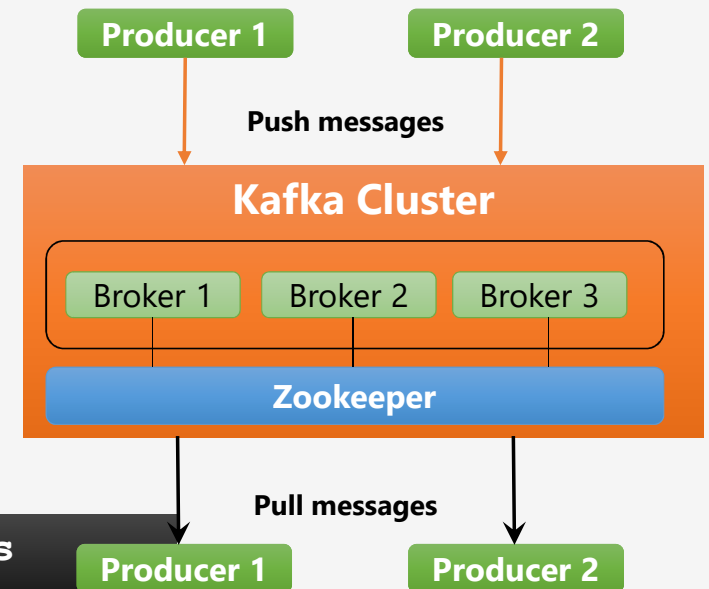 Producer 1
Producer 2
Push messages
Kafka Cluster
Broker 1
Broker 2
Broker 3
Zookeeper
Pull messages
Producer 1
Producer 2